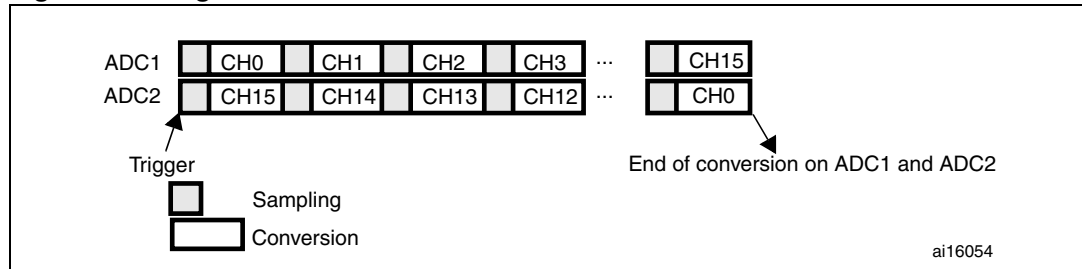 ADC1 CH0 CH1 CH2 CH3 ... CH15
ADC2 CH15 CH14 CH13 CH12 ... CH0
Trigger
End of conversion on ADC1 and ADC2
Sampling
Conversion
ai16054